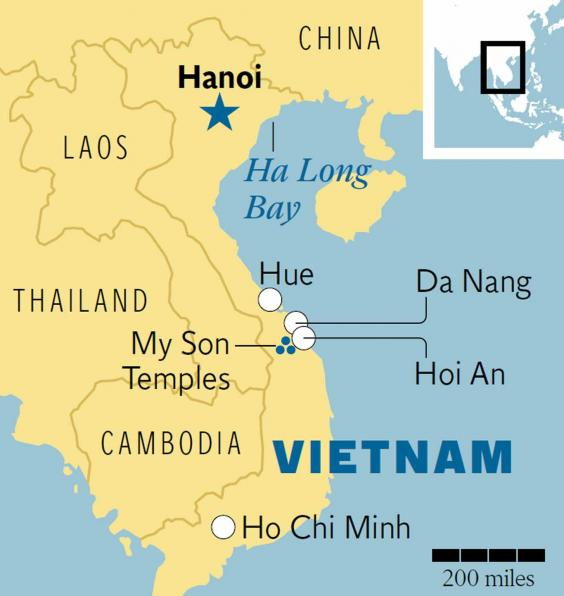 CHINA
Hanoi
LAOS
Ha Long
Bay
Hue
Da Nang
THAILAND
My Son
Temples
Hoi An
CAMBODIA
VIETNAM
Ho Chi Minh
200 miles